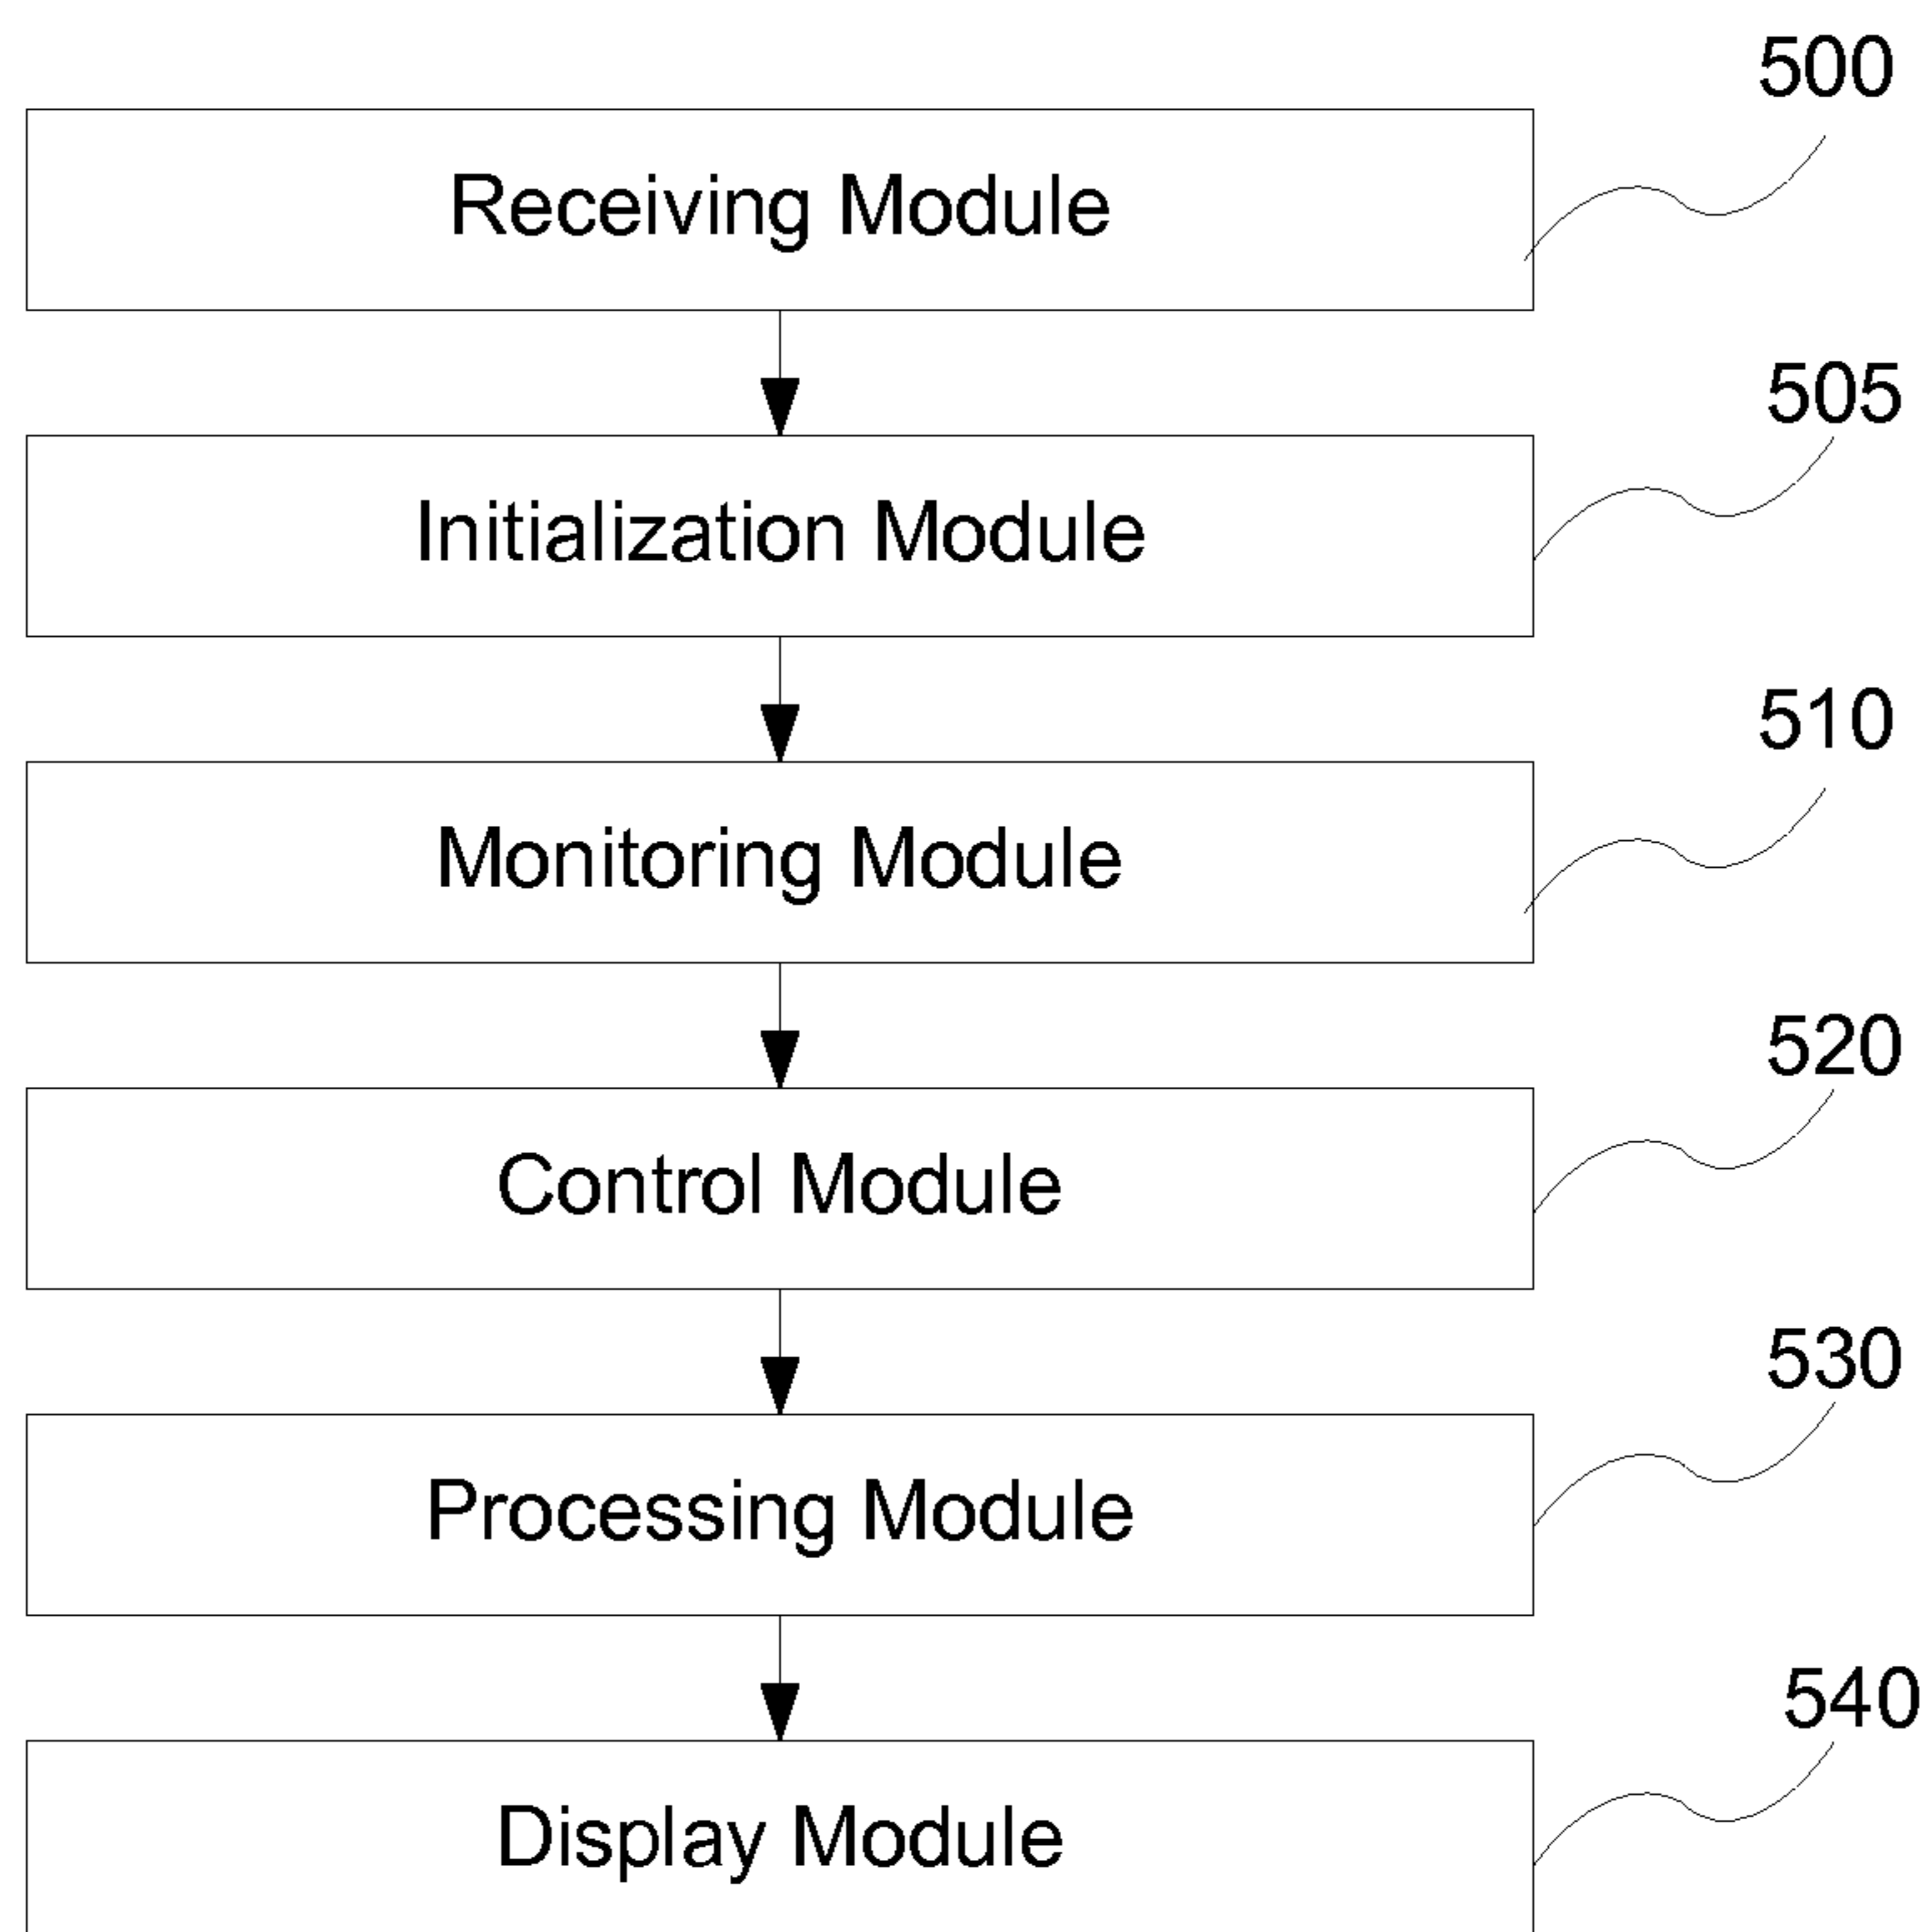 500
Receiving Module
505
Initialization Module
510
Monitoring Module
520
Control Module
530
Processing Module
540
Display Module